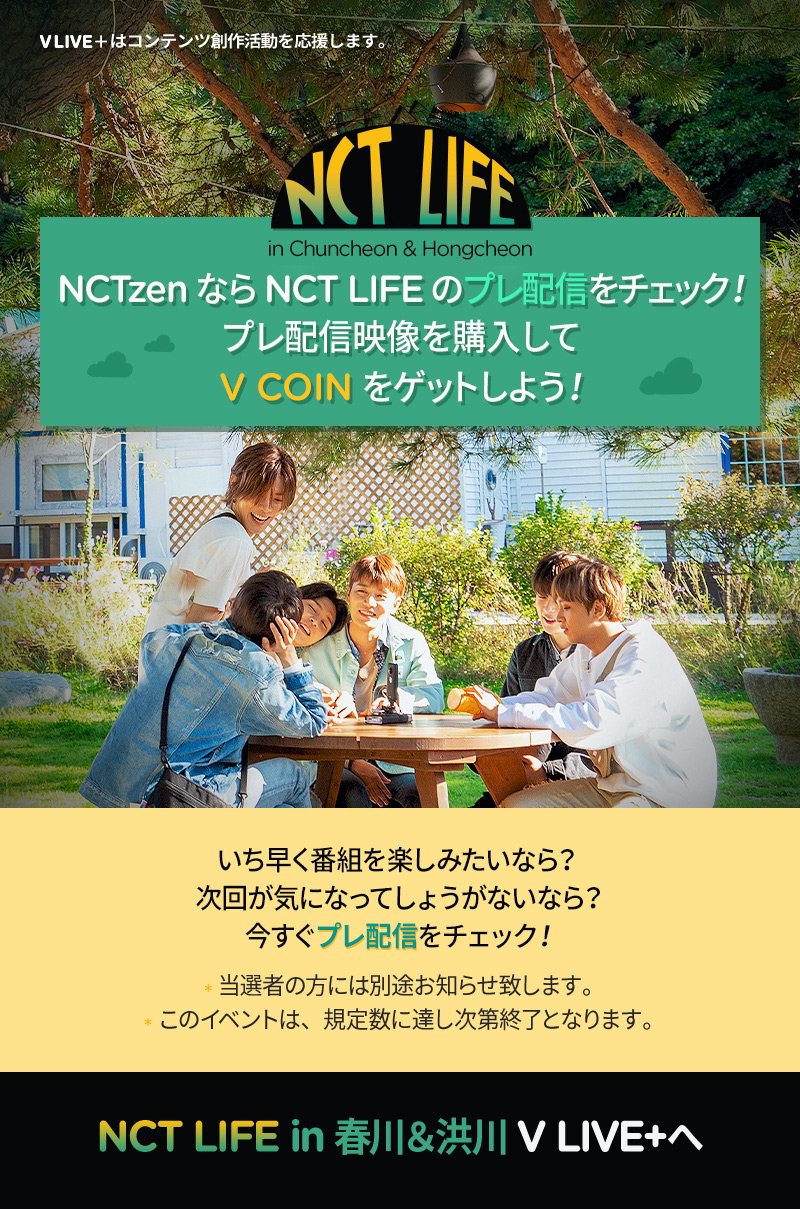 V LIVE+はコンテンツ創作活動を応援します。
NCT LIFE
in Chuncheon & Hongcheon
NCTzen なら NCT LIFE のプレ配信をチェック!
プレ配信映像を購入して
V COIN をゲットしよう!
いち早く番組を楽しみたいなら?
次回が気になってしょうがないなら?
今すぐプレ配信をチェック!
* 当選者の方には別途お知らせ致します。
* このイベントは、規定数に達し次第終了となります。
NCT LIFE in 春川&洪川 V LIVE+へ